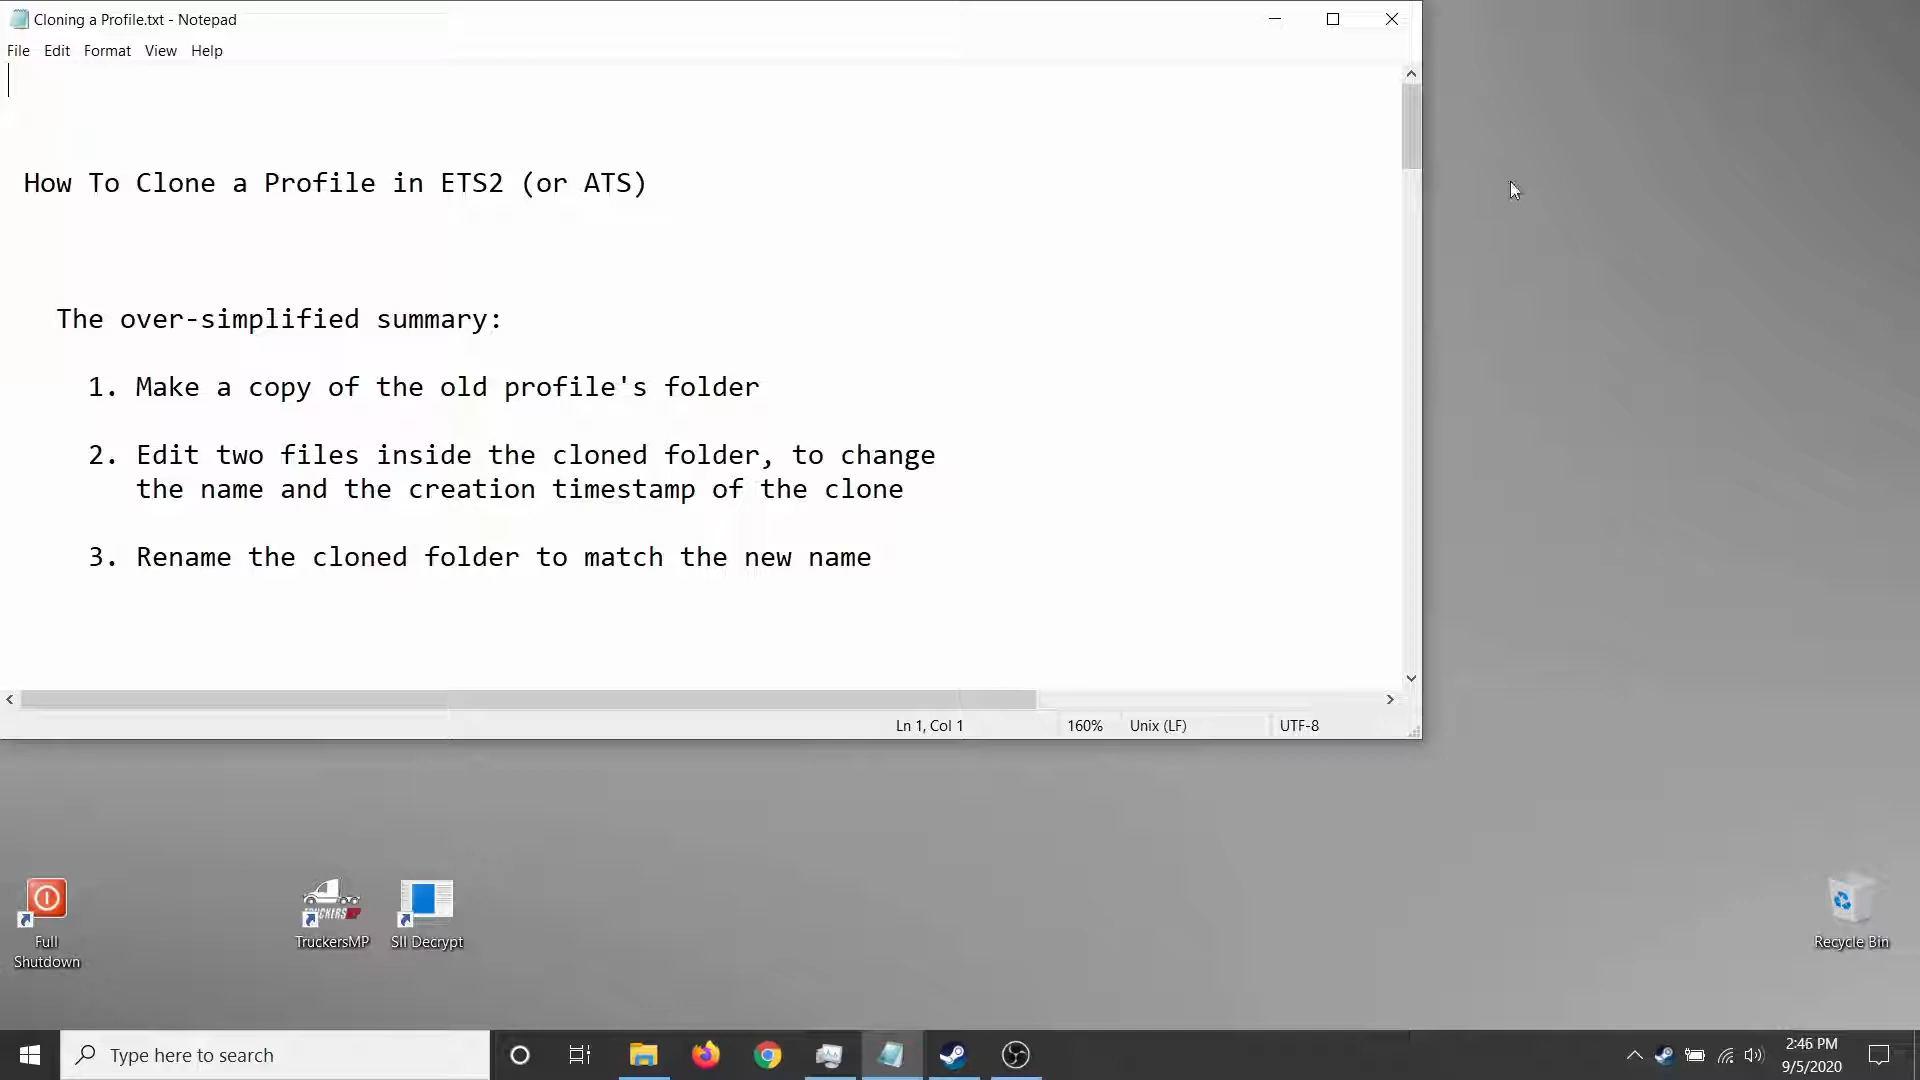 Cloning a Profile.txt - Notepad
File Edit Format View Help
How To Clone a Profile in ETS2 (or ATS)
The over-simplified summary:
1. Make a copy of the old profile's folder
2. Edit two files inside the cloned folder, to change
the name and the creation timestamp of the clone
3. Rename the cloned folder to match the new name
Ln 1, Col 1 160% Unix (LF) UTF-8
Full
Shutdown
TruckersMP
SII Decrypt
Recycle Bin
Type here to search
2:46 PM
9/5/2020